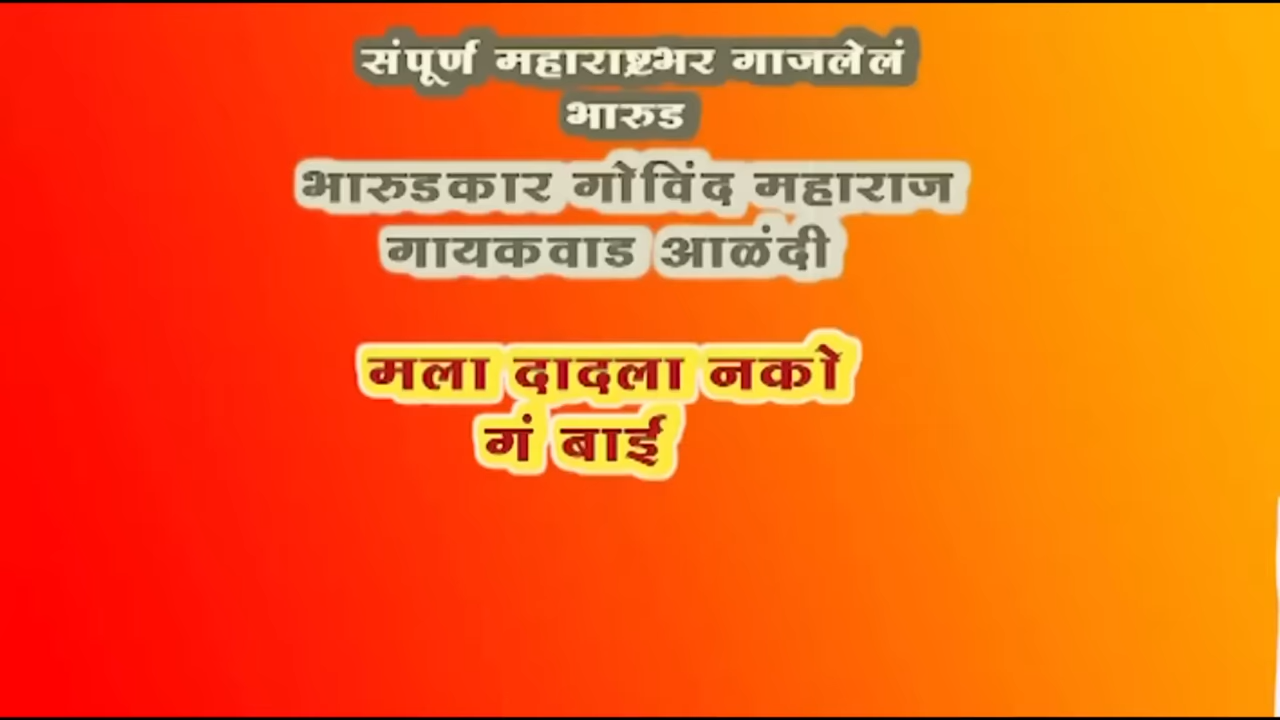 संपूर्ण महाराष्ट्रभर गाजलेलं
भारुड
भारुडकार गोविंद महाराज
गायकवाड आळंदी
मला दादला नको
गं बाई